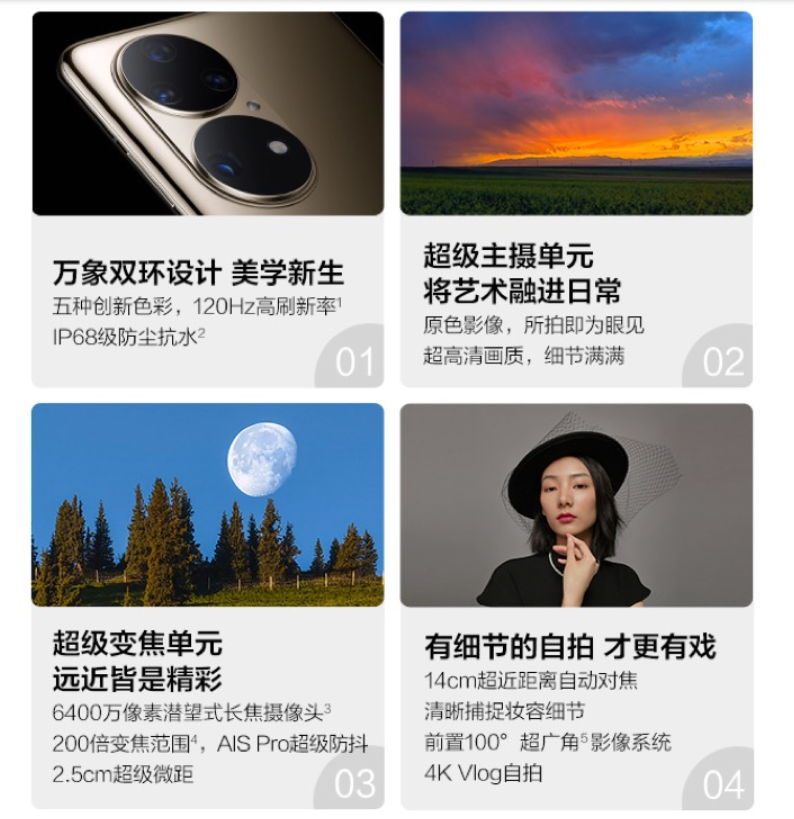 万象双环设计 美学新生
五种创新色彩，120Hz高刷新率1
IP68级防尘抗水2
01
超级主摄单元
将艺术融进日常
原色影像，所拍即为眼见
超高清画质，细节满满
02
超级变焦单元
远近皆是精彩
6400万像素潜望式长焦摄像头3
200倍变焦范围4，AIS Pro超级防抖
2.5cm超级微距
03
有细节的自拍 才更有戏
14cm超近距离自动对焦
清晰捕捉妆容细节
前置100°超广角5影像系统
4K Vlog自拍
04